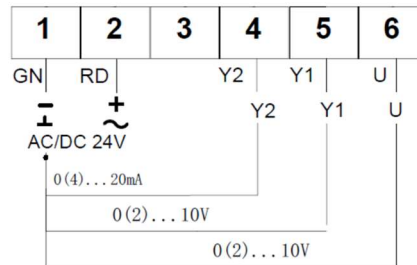 1 2 3 4 5 6
GN RD Y2 Y1 U
− + Y2 Y1 U
⊥ ~
AC/DC 24V
0(4)...20mA
0(2)...10V
0(2)...10V